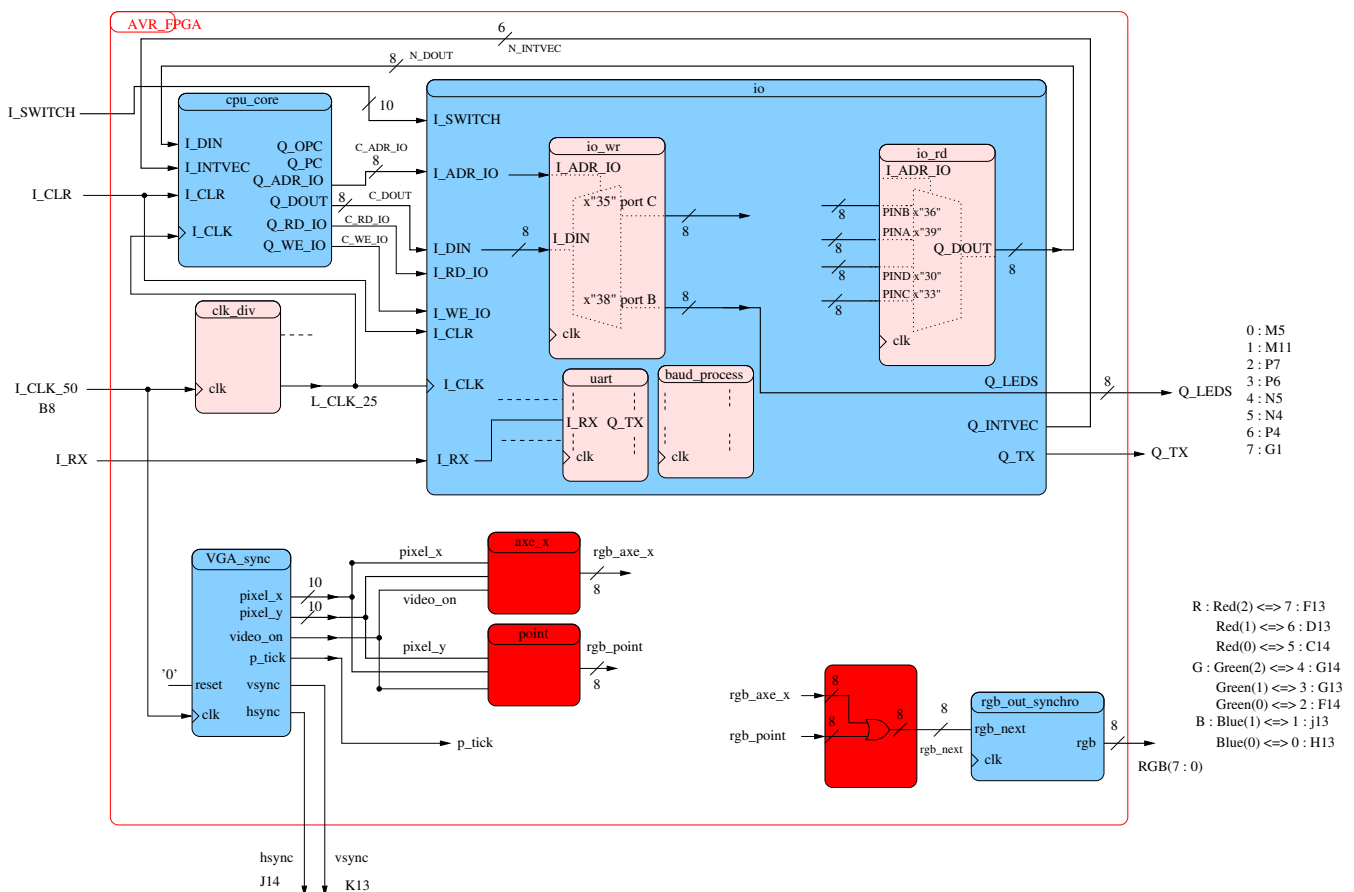 AVR_FPGA
6
N_INTVEC
8 N_DOUT
I_SWITCH
10
cpu_core
I_DIN
I_INTVEC
I_CLR
I_CLK
Q_OPC
Q_PC
Q_ADR_IO
Q_DOUT
Q_RD_IO
Q_WE_IO
C_ADR_IO
8
C_DOUT
8
C_RD_IO
C_WE_IO
I_CLR
io
I_SWITCH
I_ADR_IO
I_DIN
I_RD_IO
I_WE_IO
I_CLR
I_CLK
I_RX
8
io_wr
I_ADR_IO
x"35" port C
I_DIN
x"38" port B
clk
8
8
io_rd
I_ADR_IO
8
PINB x"36"
8
PINA x"39"
Q_DOUT
8
8
PIND x"30"
8
PINC x"33"
clk
clk_div
clk
I_CLK_50
B8
L_CLK_25
I_RX
uart
I_RX Q_TX
clk
baud_process
clk
Q_LEDS
Q_INTVEC
Q_TX
8
Q_LEDS
Q_TX
0 : M5
1 : M11
2 : P7
3 : P6
4 : N5
5 : N4
6 : P4
7 : G1
VGA_sync
pixel_x
10
pixel_y
10
video_on
p_tick
'0'
reset
vsync
clk
hsync
pixel_x
video_on
pixel_y
axe_x
rgb_axe_x
8
point
rgb_point
8
p_tick
rgb_axe_x
8
rgb_point
8
8
8
rgb_next
rgb_out_synchro
rgb_next
rgb
clk
8
RGB(7 : 0)
R : Red(2) <=> 7 : F13
Red(1) <=> 6 : D13
Red(0) <=> 5 : C14
G : Green(2) <=> 4 : G14
Green(1) <=> 3 : G13
Green(0) <=> 2 : F14
B : Blue(1) <=> 1 : j13
Blue(0) <=> 0 : H13
hsync
vsync
J14
K13